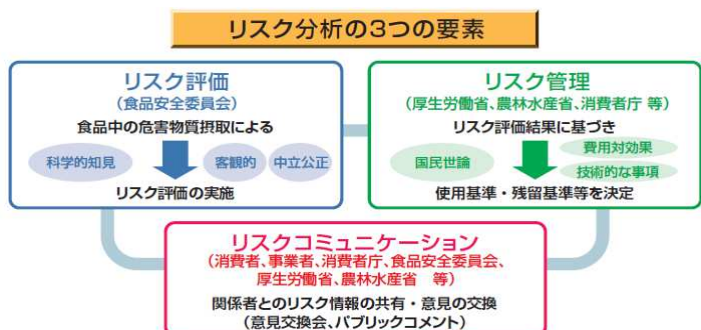 リスク分析の3つの要素
リスク評価
(食品安全委員会)
食品中の危害物質摂取による
科学的知見
客観的
中立公正
リスク評価の実施
リスク管理
(厚生労働省、農林水産省、消費者庁 等)
リスク評価結果に基づき
国民世論
費用対効果
技術的な事項
使用基準・残留基準等を決定
リスクコミュニケーション
(消費者、事業者、消費者庁、食品安全委員会、
厚生労働省、農林水産省 等)
関係者とのリスク情報の共有・意見の交換
(意見交換会、パブリックコメント)